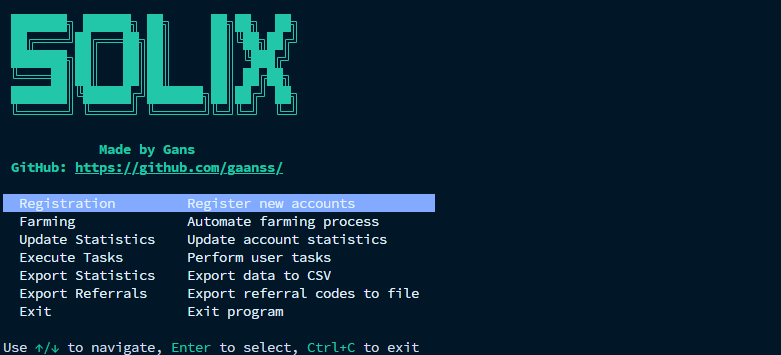 SOLIX
Made by Gans
GitHub: https://github.com/gaanss/
Registration Register new accounts
Farming Automate farming process
Update Statistics Update account statistics
Execute Tasks Perform user tasks
Export Statistics Export data to CSV
Export Referrals Export referral codes to file
Exit Exit program
Use ↑/↓ to navigate, Enter to select, Ctrl+C to exit